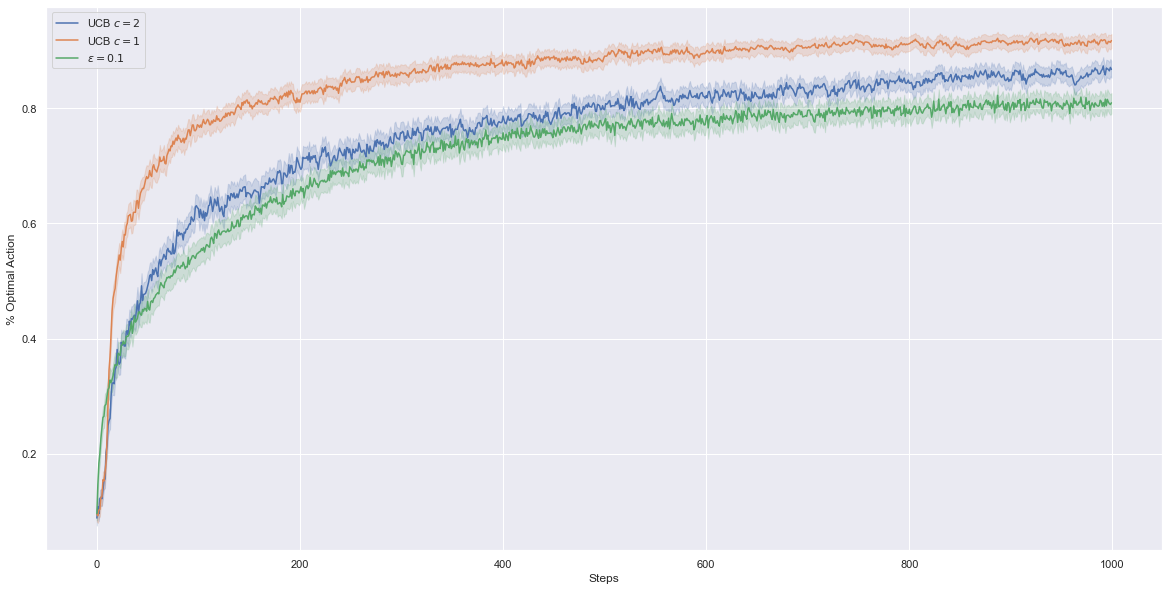 UCB c = 2
UCB c = 1
ε = 0.1
% Optimal Action
0.8
0.6
0.4
0.2
0 200 400 600 800 1000
Steps